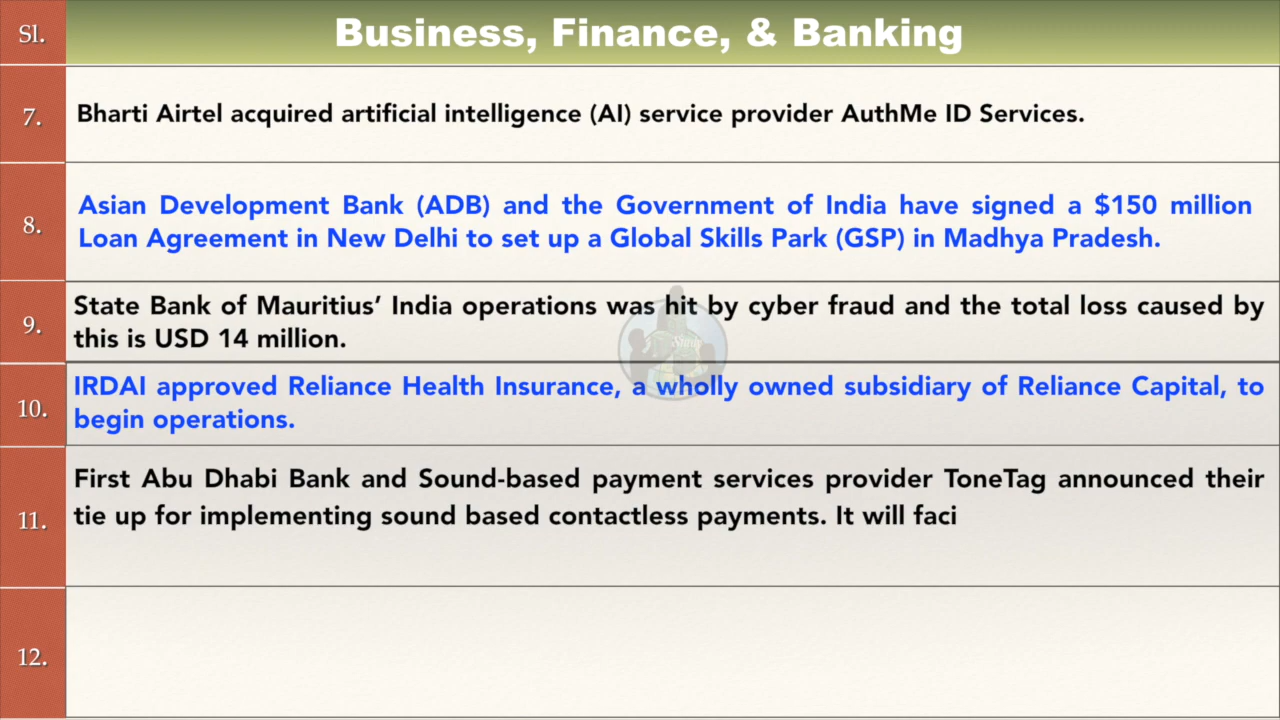 Sl.
Business, Finance, & Banking
7.
Bharti Airtel acquired artificial intelligence (AI) service provider AuthMe ID Services.
8.
Asian Development Bank (ADB) and the Government of India have signed a $150 million
Loan Agreement in New Delhi to set up a Global Skills Park (GSP) in Madhya Pradesh.
9.
State Bank of Mauritius’ India operations was hit by cyber fraud and the total loss caused by
this is USD 14 million.
10.
IRDAI approved Reliance Health Insurance, a wholly owned subsidiary of Reliance Capital, to
begin operations.
11.
First Abu Dhabi Bank and Sound-based payment services provider ToneTag announced their
tie up for implementing sound based contactless payments. It will faci
12.